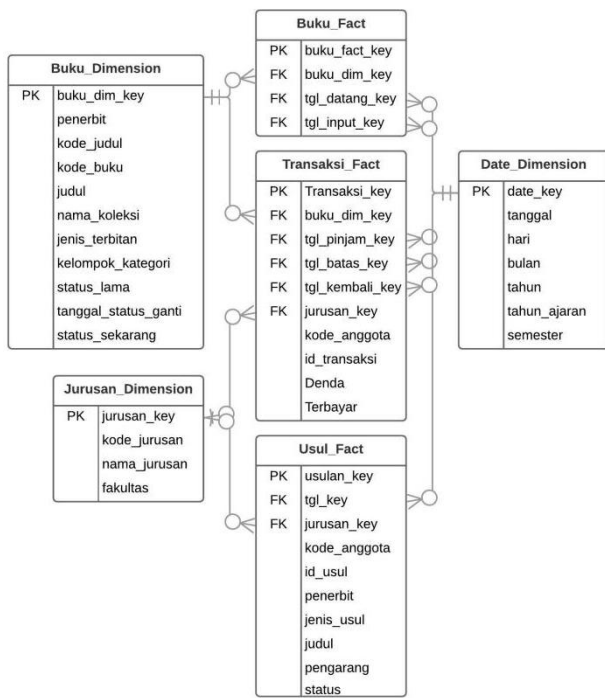 Buku_Dimension
PK buku_dim_key
penerbit
kode_judul
kode_buku
judul
nama_koleksi
jenis_terbitan
kelompok_kategori
status_lama
tanggal_status_ganti
status_sekarang
Jurusan_Dimension
PK jurusan_key
kode_jurusan
nama_jurusan
fakultas
Buku_Fact
PK buku_fact_key
FK buku_dim_key
FK tgl_datang_key
FK tgl_input_key
Transaksi_Fact
PK Transaksi_key
FK buku_dim_key
FK tgl_pinjam_key
FK tgl_batas_key
FK tgl_kembali_key
FK jurusan_key
kode_anggota
id_transaksi
Denda
Terbayar
Usul_Fact
PK usulan_key
FK tgl_key
FK jurusan_key
kode_anggota
id_usul
penerbit
jenis_usul
judul
pengarang
status
Date_Dimension
PK date_key
tanggal
hari
bulan
tahun
tahun_ajaran
semester